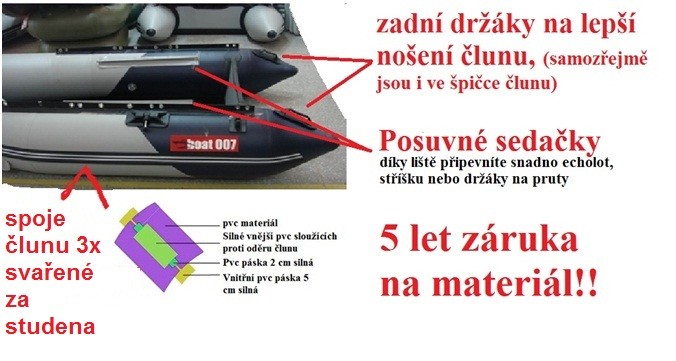 zadní držáky na lepší
nošení člunu, (samozřejmě
jsou i ve špičce člunu)
Posuvné sedačky
díky liště připevníte snadno echolot,
stříšku nebo držáky na pruty
boat 007
spoje
člunu 3x
svařené
za
studena
pvc materiál
Silné vnější pvc sloužících
proti oděru člunu
Pvc páska 2 cm silná
Vnitřní pvc páska 5
cm silná
5 let záruka
na materiál!!